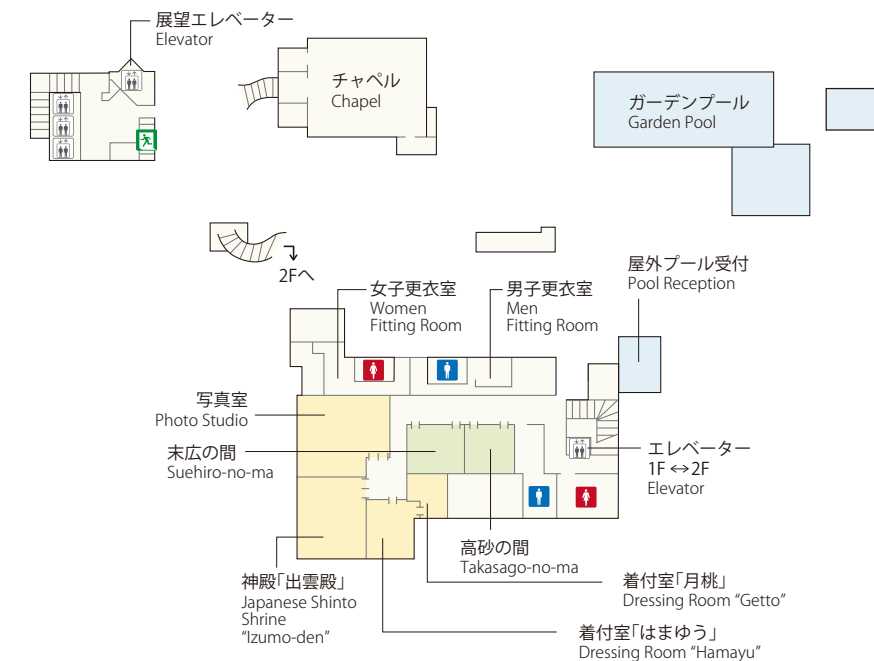 展望エレベーター
Elevator
チャペル
Chapel
ガーデンプール
Garden Pool
2Fへ
女子更衣室
Women
Fitting Room
男子更衣室
Men
Fitting Room
屋外プール受付
Pool Reception
写真室
Photo Studio
末広の間
Suehiro-no-ma
エレベーター
1F ↔ 2F
Elevator
高砂の間
Takasago-no-ma
神殿「出雲殿」
Japanese Shinto
Shrine
“Izumo-den”
着付室「月桃」
Dressing Room “Getto”
着付室「はまゆう」
Dressing Room “Hamayu”